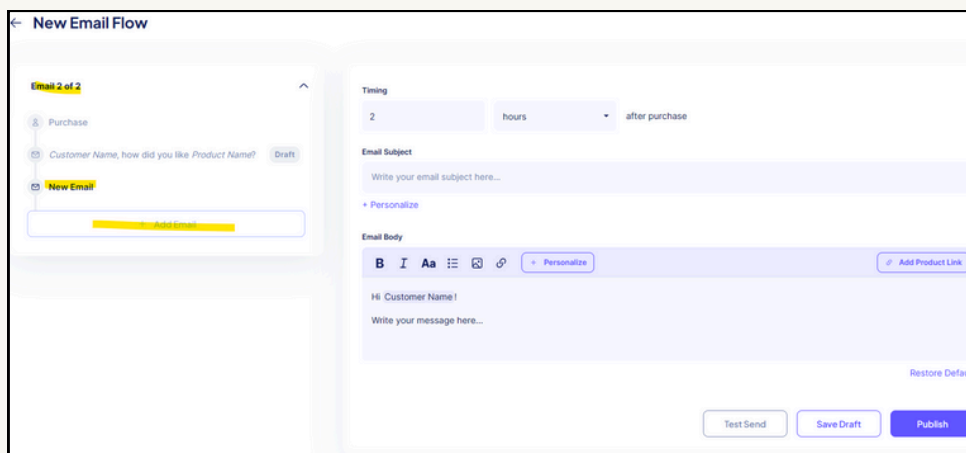 New Email Flow
Email 2 of 2
Purchase
Customer Name, how did you like Product Name? Draft
New Email
+ Add Email
Timing
2 hours after purchase
Email Subject
Write your email subject here...
+ Personalize
Email Body
B I Aa + Personalize Add Product Link
Hi Customer Name!
Write your message here...
Restore Defau
Test Send Save Draft Publish